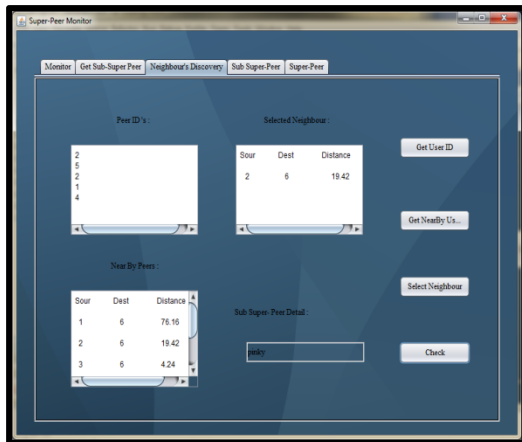 Super-Peer Monitor
Monitor Get Sub-Super Peer Neighbour's Discovery Sub Super-Peer Super-Peer
Peer ID 's :
2
5
2
1
4
Selected Neighbour :
Sour Dest Distance
2 6 19.42
Get User ID
Get NearBy Us...
Near By Peers :
Sour Dest Distance
1 6 76.16
2 6 19.42
3 6 4.24
Select Neighbour
Sub Super- Peer Detail :
pinky
Check